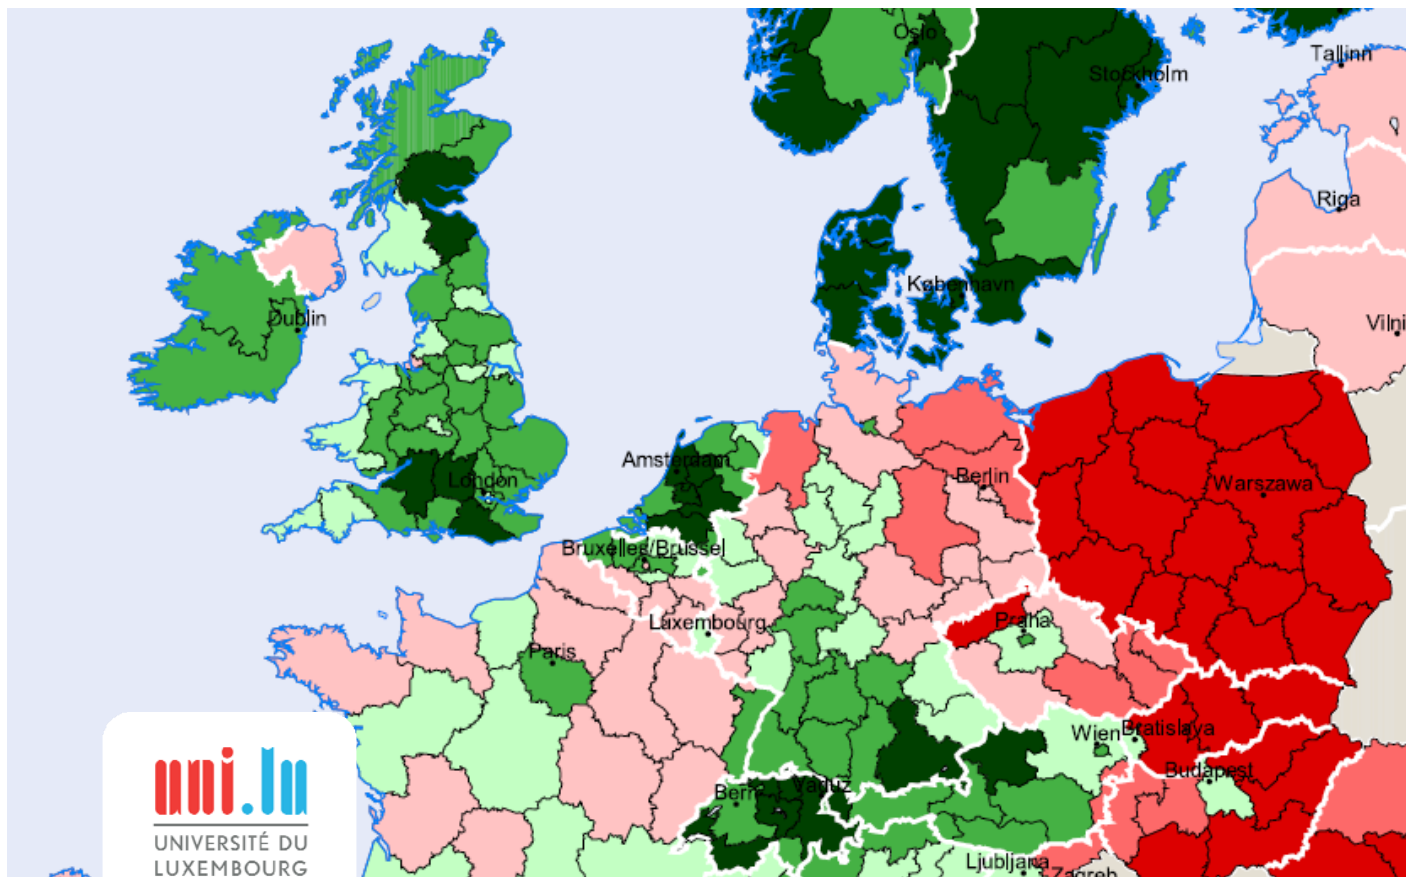 Oslo
Stockholm
Tallinn
Riga
København
Dublin
Vilni
Amsterdam
London
Berlin
Warszawa
Bruxelles/Brussel
Luxembourg
Praha
Paris
Wien
Bratislava
Budapest
Bern
Vaduz
Ljubljana
Zagreb
uni.lu
UNIVERSITÉ DU
LUXEMBOURG